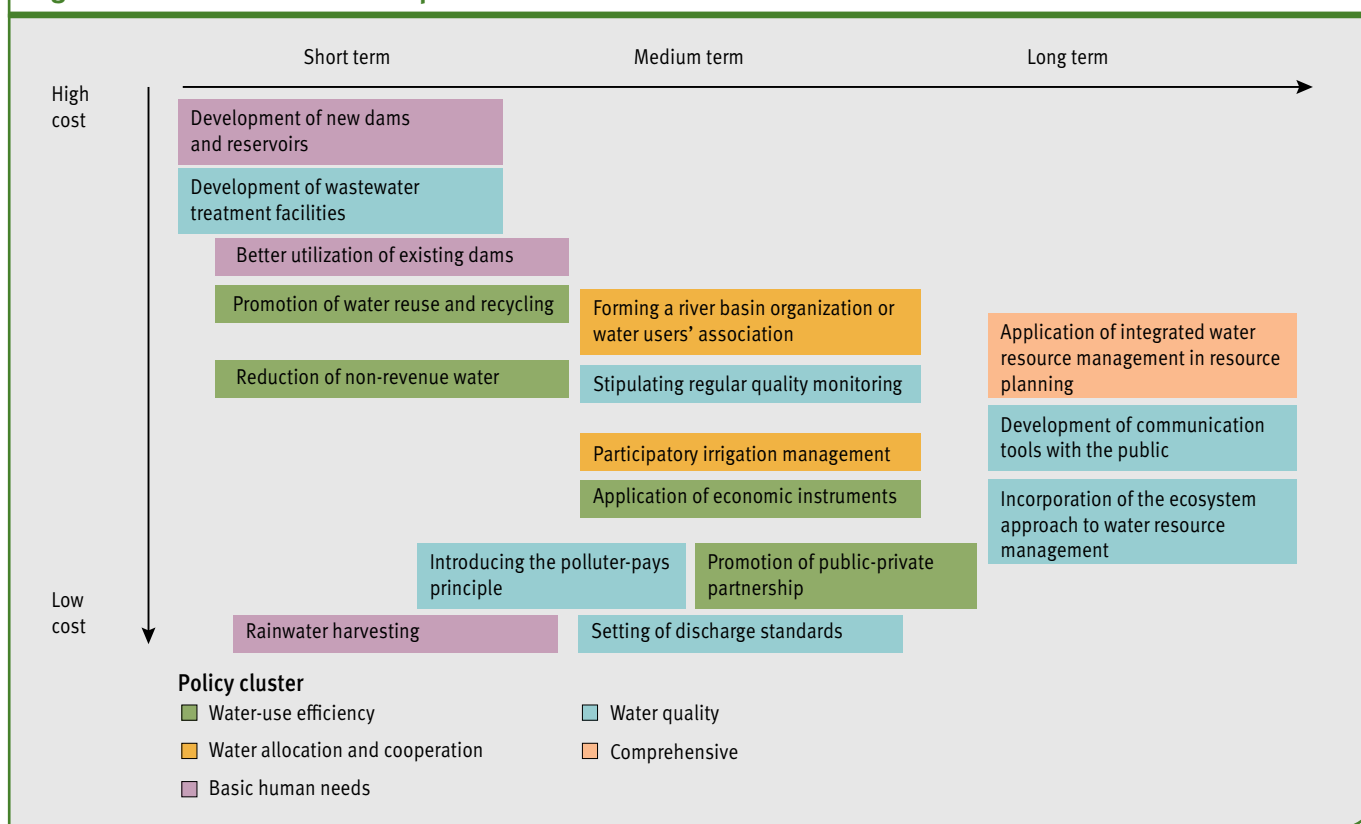 Short term
Medium term
Long term
High
cost
Development of new dams
and reservoirs
Development of wastewater
treatment facilities
Better utilization of existing dams
Promotion of water reuse and recycling
Forming a river basin organization or
water users’ association
Application of integrated water
resource management in resource
planning
Reduction of non-revenue water
Stipulating regular quality monitoring
Development of communication
tools with the public
Participatory irrigation management
Application of economic instruments
Incorporation of the ecosystem
approach to water resource
management
Introducing the polluter-pays
principle
Promotion of public-private
partnership
Low
cost
Rainwater harvesting
Setting of discharge standards
Policy cluster
Water-use efficiency
Water quality
Water allocation and cooperation
Comprehensive
Basic human needs